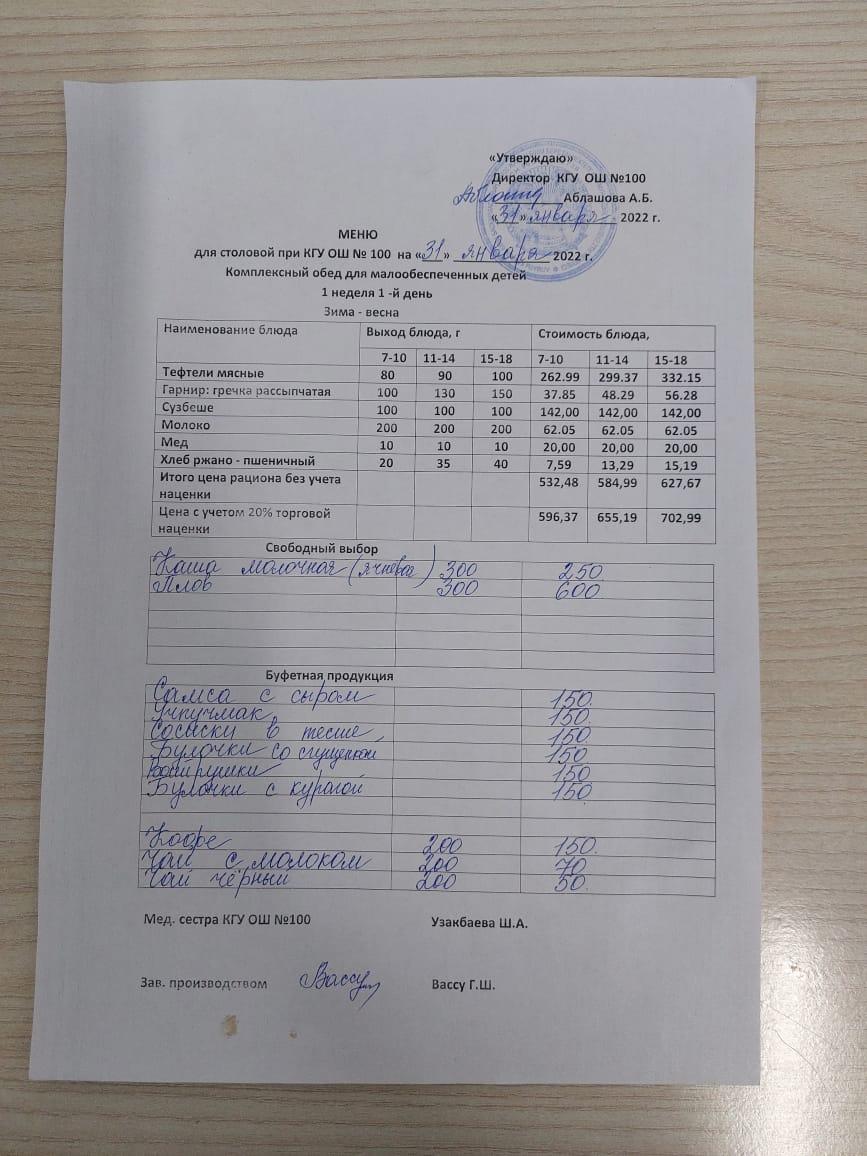 «Утверждаю»
Директор КГУ ОШ №100
Аблашова А.Б.
«31» января 2022 г.
МЕНЮ
для столовой при КГУ ОШ № 100 на «31» января 2022 г.
Комплексный обед для малообеспеченных детей
1 неделя 1 -й день
Зима - весна
Наименование блюда Выход блюда, г Стоимость блюда,
7-10 11-14 15-18 7-10 11-14 15-18
Тефтели мясные 80 90 100 262.99 299.37 332.15
Гарнир: гречка рассыпчатая 100 130 150 37.85 48.29 56.28
Сузбеше 100 100 100 142,00 142,00 142,00
Молоко 200 200 200 62.05 62.05 62.05
Мед 10 10 10 20,00 20,00 20,00
Хлеб ржано - пшеничный 20 35 40 7,59 13,29 15,19
Итого цена рациона без учета
наценки 532,48 584,99 627,67
Цена с учетом 20% торговой
наценки 596,37 655,19 702,99
Свободный выбор
Каша молочная (ячневая) 300 250
Плов 300 600
Буфетная продукция
Самса с сыром 150.
Учпучмак 150.
Сосиски в тесте 150
Булочки со сгущенкой 150
Ватрушки 150
Булочки с курагой 150
Кофе 200 150.
Чай с молоком 200 70
Чай чёрный 200 50.
Мед. сестра КГУ ОШ №100 Узакбаева Ш.А.
Зав. производством Вассу Вассу Г.Ш.